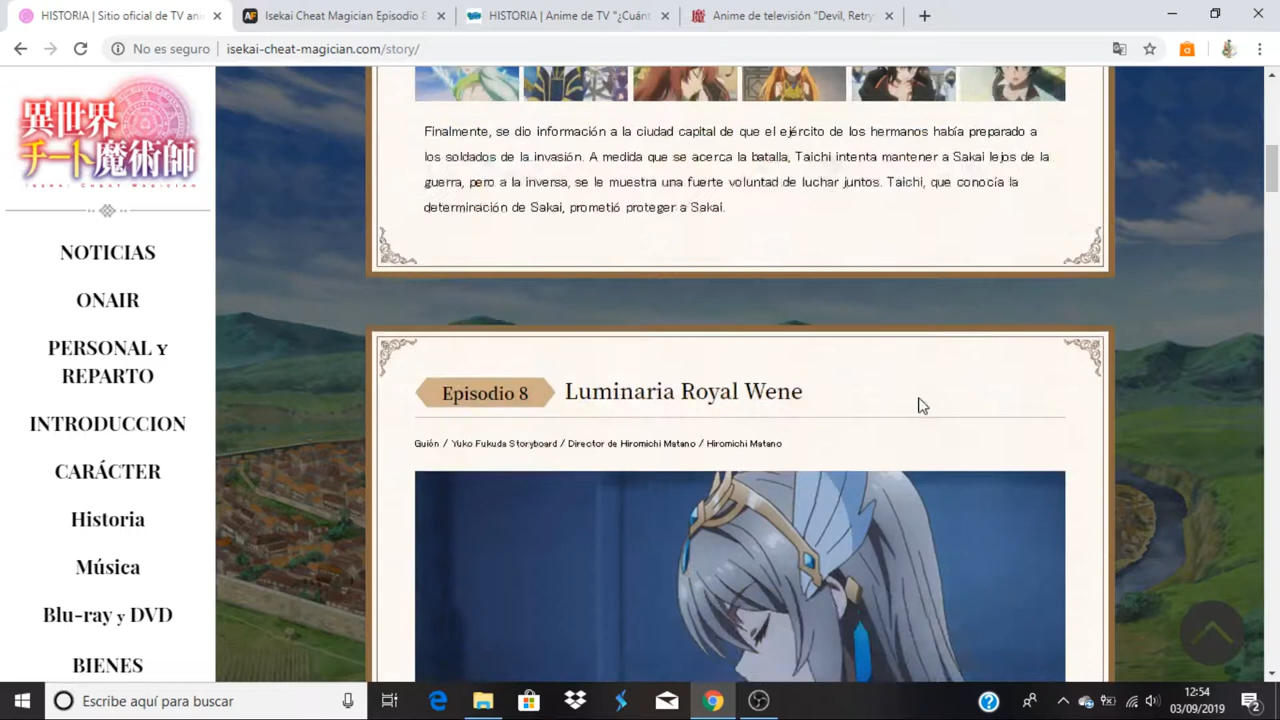 HISTORIA | Sitio oficial de TV ani
Isekai Cheat Magician Episodio 8
HISTORIA | Anime de TV "¿Cuánt
Anime de televisión "Devil, Retry
No es seguro
isekai-cheat-magician.com/story/
異世界
チート魔術師
ISEKAI CHEAT MAGICIAN
NOTICIAS
ONAIR
PERSONAL y
REPARTO
INTRODUCCION
CARÁCTER
Historia
Música
Blu-ray y DVD
BIENES
Finalmente, se dio información a la ciudad capital de que el ejército de los hermanos había preparado a
los soldados de la invasión. A medida que se acerca la batalla, Taichi intenta mantener a Sakai lejos de la
guerra, pero a la inversa, se le muestra una fuerte voluntad de luchar juntos. Taichi, que conocía la
determinación de Sakai, prometió proteger a Sakai.
Episodio 8
Luminaria Royal Wene
Guión / Yuko Fukuda Storyboard / Director de Hiromichi Matano / Hiromichi Matano
Escribe aquí para buscar
12:54
03/09/2019
2